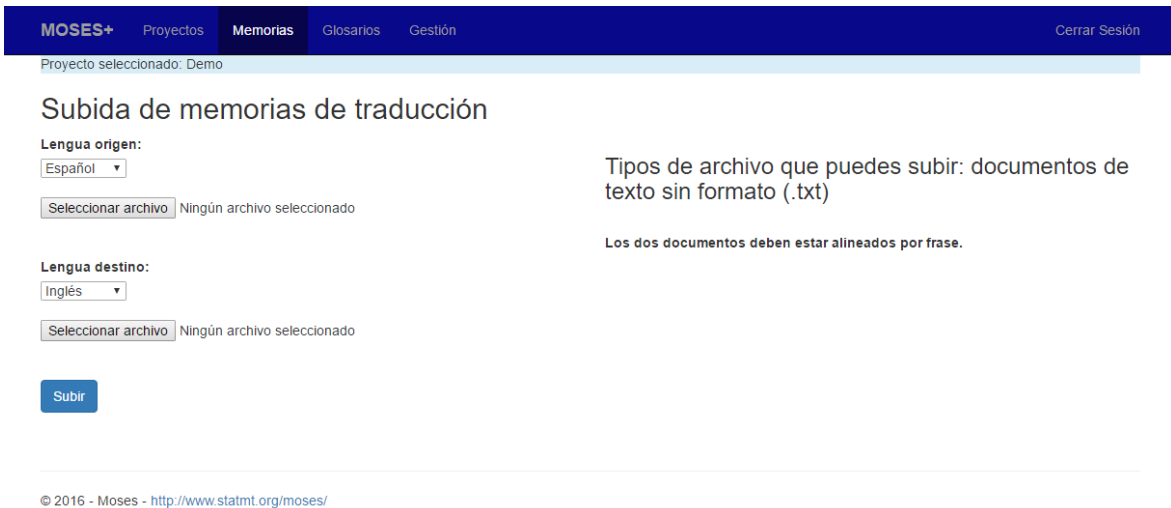 MOSES+ Proyectos Memorias Glosarios Gestión Cerrar Sesión
Proyecto seleccionado: Demo
Subida de memorias de traducción
Lengua origen:
Español
Seleccionar archivo Ningún archivo seleccionado
Lengua destino:
Inglés
Seleccionar archivo Ningún archivo seleccionado
Subir
Tipos de archivo que puedes subir: documentos de
texto sin formato (.txt)
Los dos documentos deben estar alineados por frase.
© 2016 - Moses - http://www.statmt.org/moses/